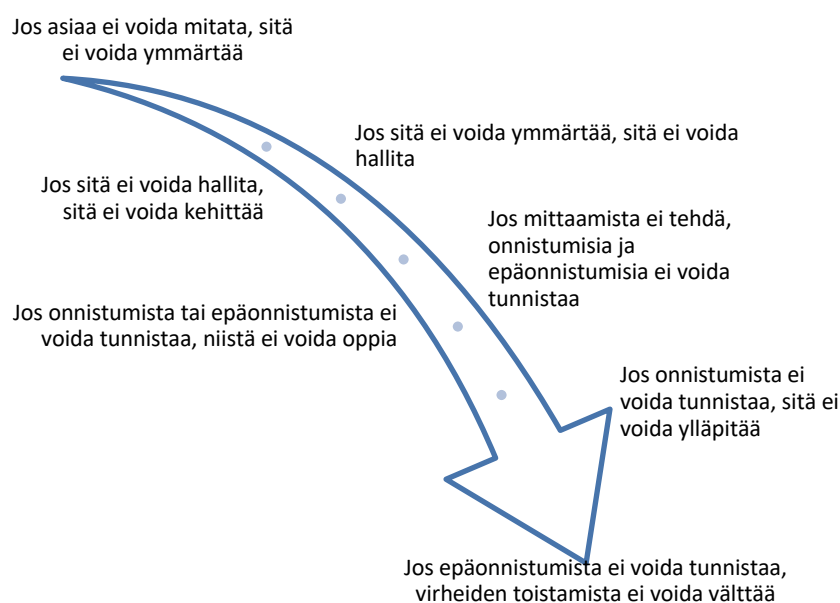 Jos asiaa ei voida mitata, sitä
ei voida ymmärtää
Jos sitä ei voida ymmärtää, sitä ei voida
hallita
Jos sitä ei voida hallita,
sitä ei voida kehittää
Jos mittaamista ei tehdä,
onnistumisia ja
epäonnistumisia ei voida
tunnistaa
Jos onnistumista tai epäonnistumista ei
voida tunnistaa, niistä ei voida oppia
Jos onnistumista ei
voida tunnistaa, sitä ei
voida ylläpitää
Jos epäonnistumista ei voida tunnistaa,
virheiden toistamista ei voida välttää